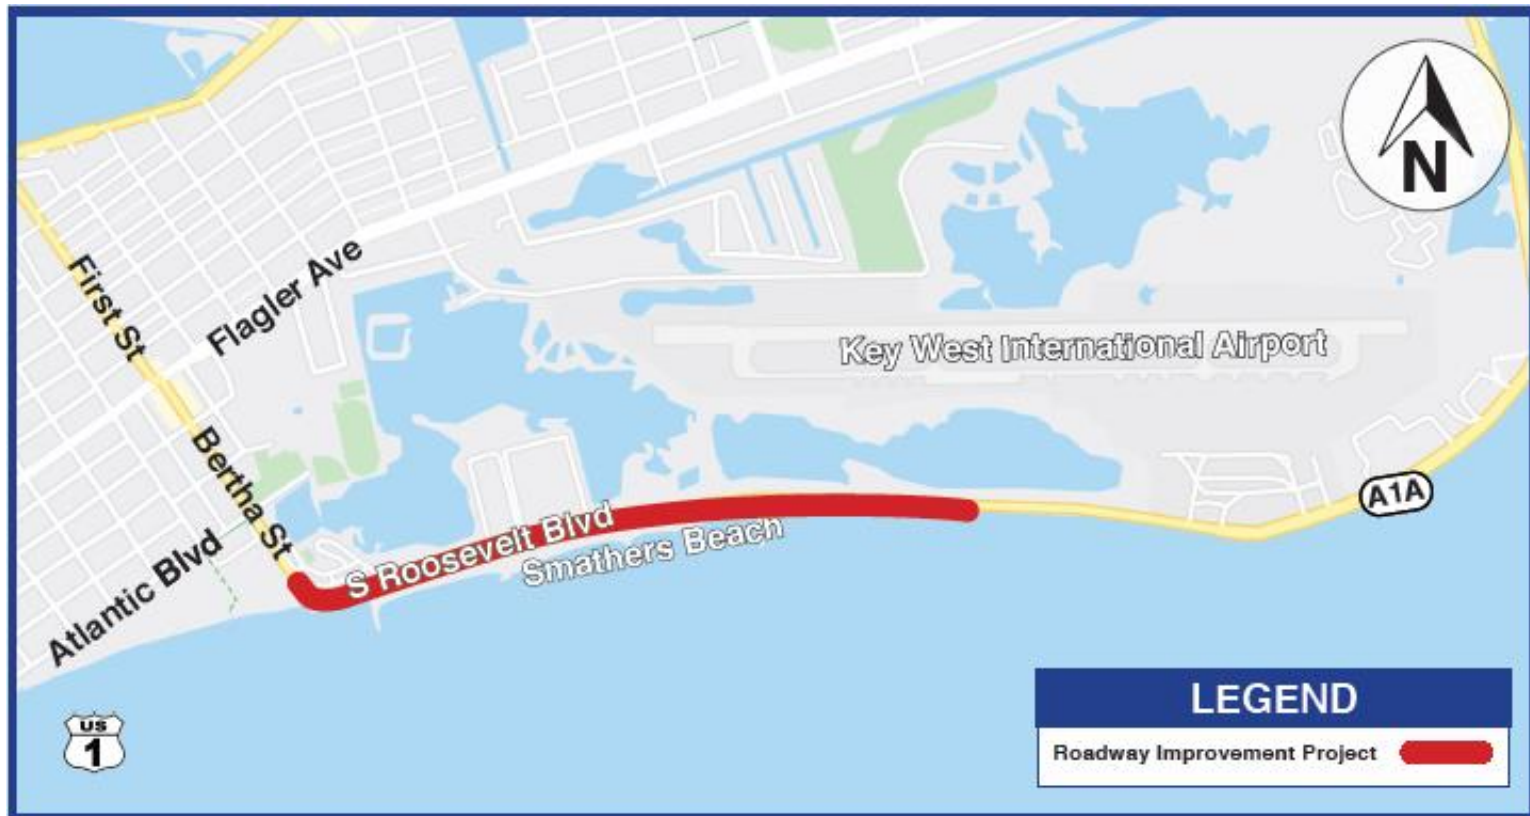 N
First St
Flagler Ave
Key West International Airport
Bertha St
A1A
S Roosevelt Blvd
Smathers Beach
Atlantic Blvd
US
1
LEGEND
Roadway Improvement Project